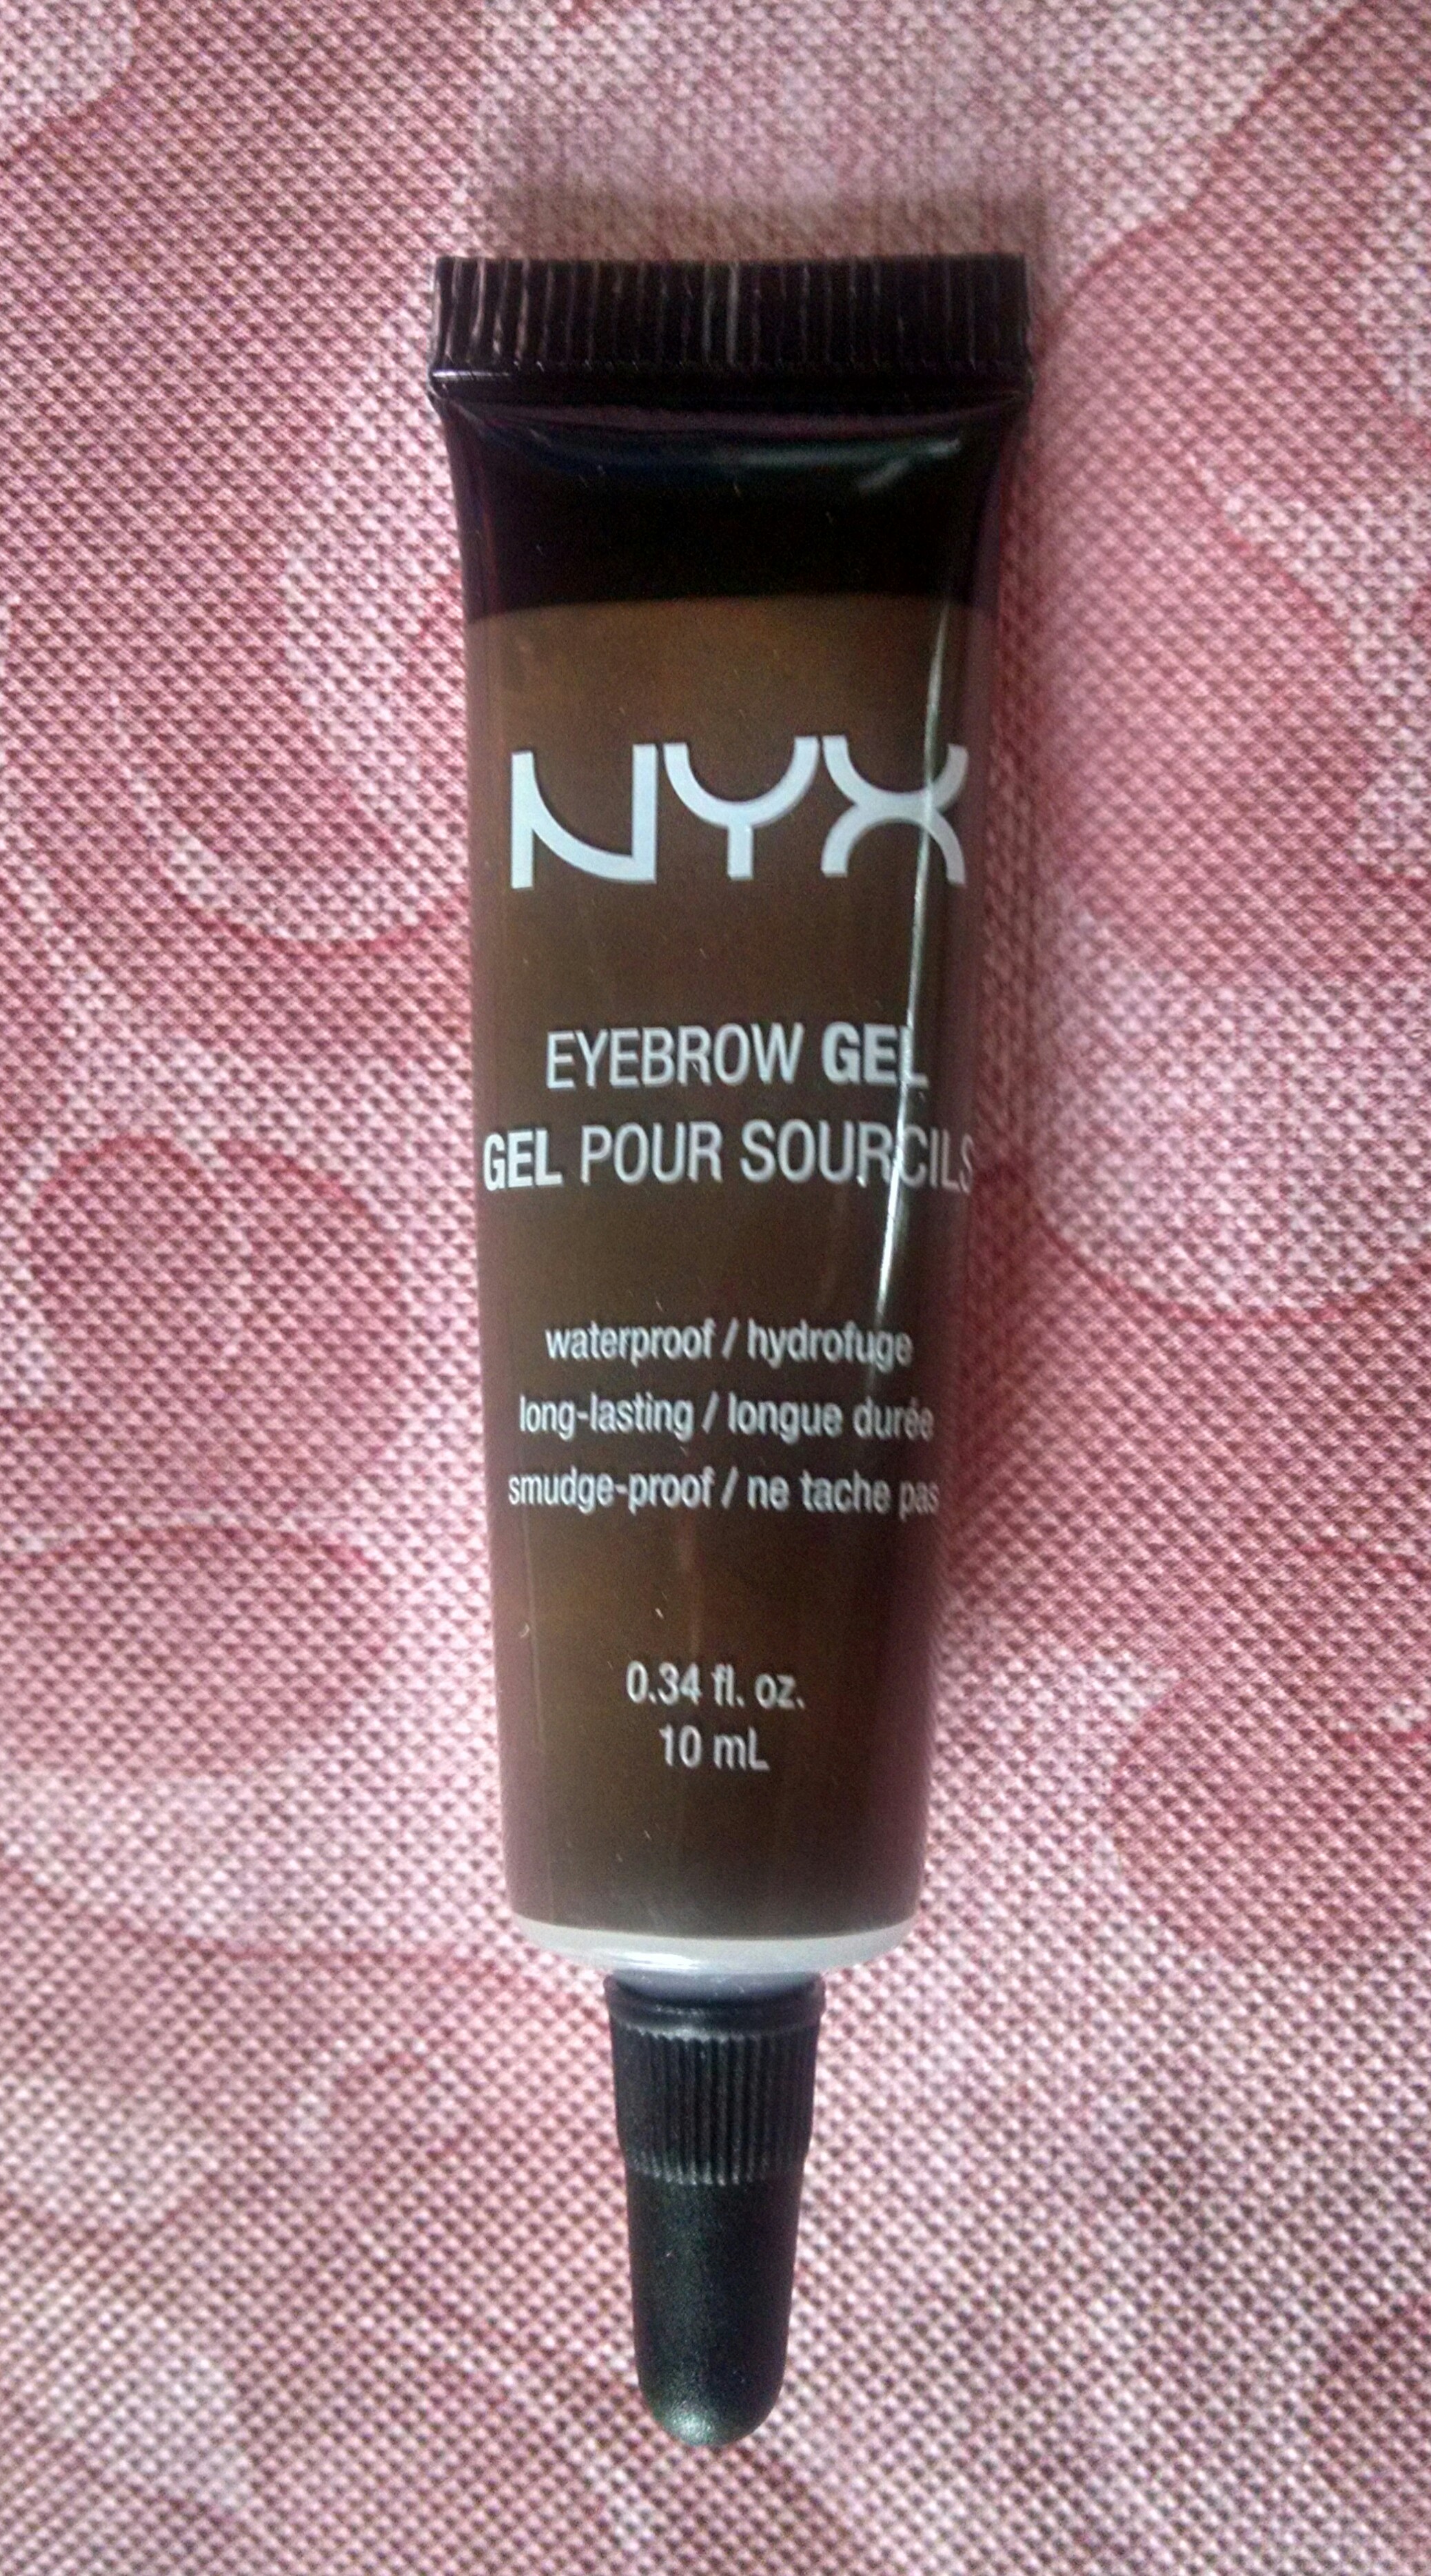 NYX
EYEBROW GEL
GEL POUR SOURCILS
waterproof / hydrofuge
long-lasting / longue durée
smudge-proof / ne tache pas
0.34 fl. oz.
10 mL